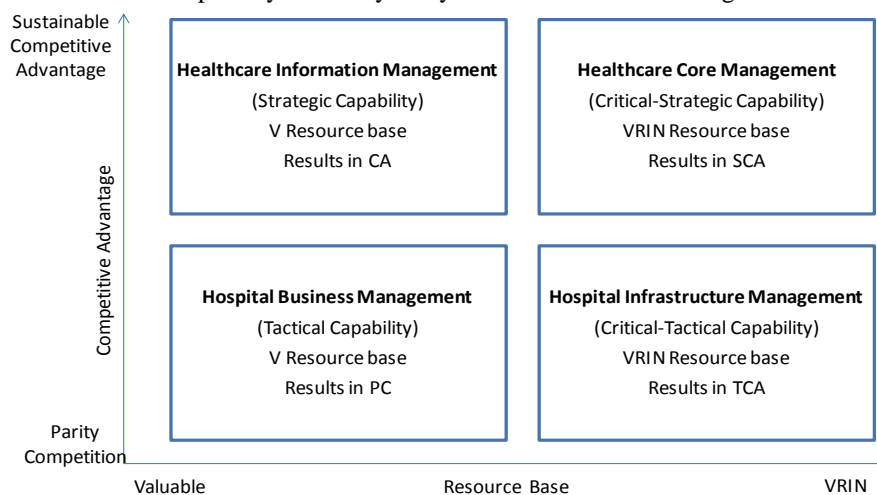 Sustainable
Competitive
Advantage
Healthcare Information Management
(Strategic Capability)
V Resource base
Results in CA
Healthcare Core Management
(Critical-Strategic Capability)
VRIN Resource base
Results in SCA
Competitive Advantage
Hospital Business Management
(Tactical Capability)
V Resource base
Results in PC
Hospital Infrastructure Management
(Critical-Tactical Capability)
VRIN Resource base
Results in TCA
Parity
Competition
Valuable
Resource Base
VRIN